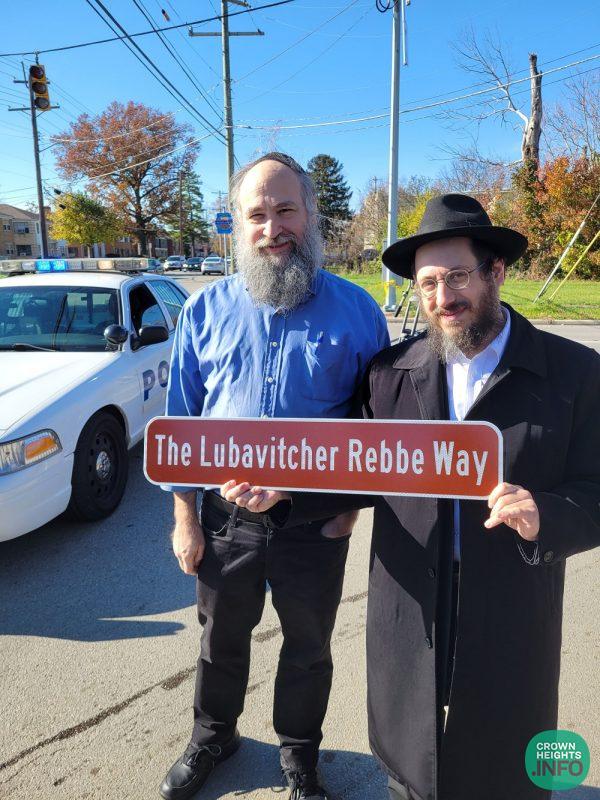 The Lubavitcher Rebbe Way
PO
CROWN
HEIGHTS
.INFO